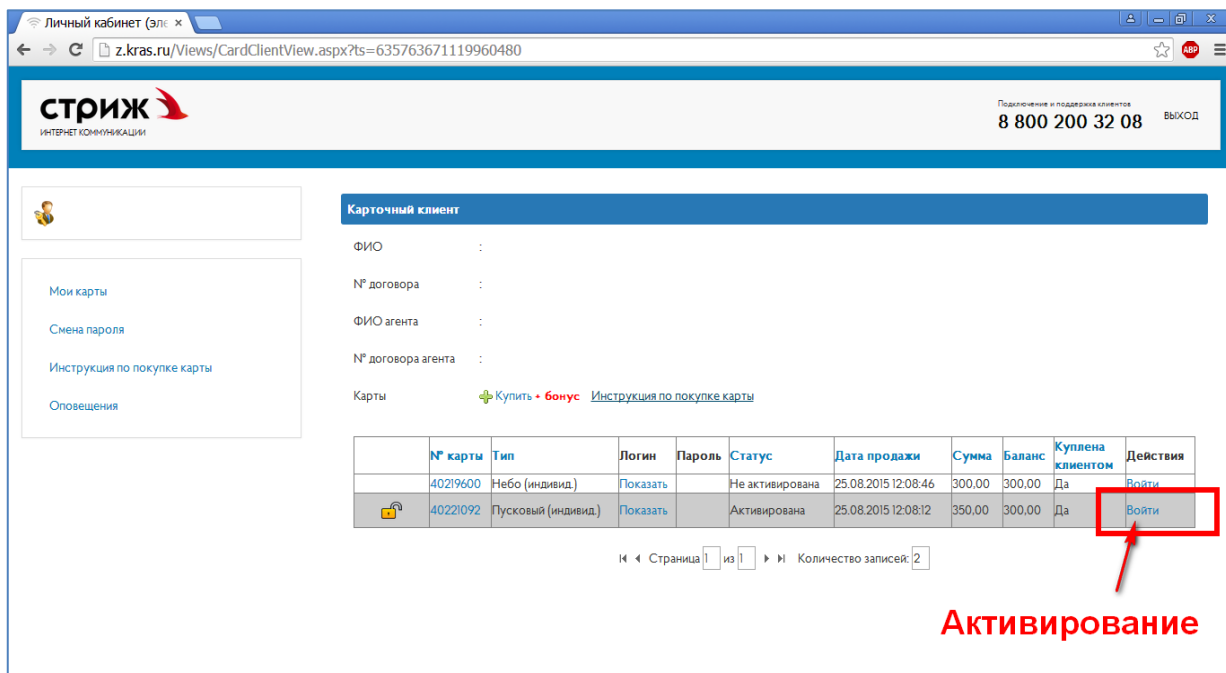 Личный кабинет (эле
z.kras.ru/Views/CardClientView.aspx?ts=635763671119960480
ABP
стриж
ИНТЕРНЕТ КОММУНИКАЦИИ
Подключение и поддержка клиентов
8 800 200 32 08
ВЫХОД
Мои карты
Смена пароля
Инструкция по покупке карты
Оповещения
Карточный клиент
ФИО :
№ договора :
ФИО агента :
№ договора агента :
Карты Купить + бонус Инструкция по покупке карты
№ карты Тип Логин Пароль Статус Дата продажи Сумма Баланс Куплена клиентом Действия
40219600 Небо (индивид.) Показать Не активирована 25.08.2015 12:08:46 300,00 300,00 Да Войти
40221092 Пусковый (индивид.) Показать Активирована 25.08.2015 12:08:12 350,00 300,00 Да Войти
Страница 1 из 1 Количество записей: 2
Активирование